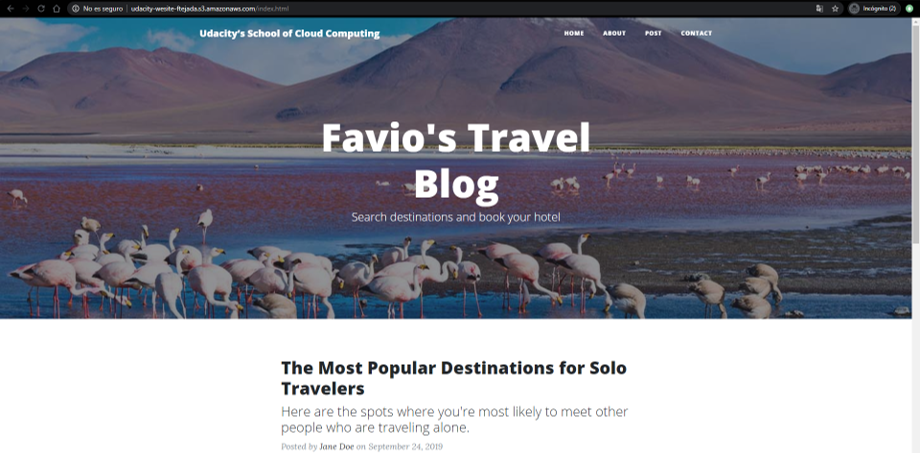 No es seguro | udacity-wesite-ftejada.s3.amazonaws.com/index.html
Incógnito (2)
Udacity's School of Cloud Computing
HOME ABOUT POST CONTACT
Favio's Travel
Blog
Search destinations and book your hotel
The Most Popular Destinations for Solo
Travelers
Here are the spots where you're most likely to meet other
people who are traveling alone.
Posted by Jane Doe on September 24, 2019